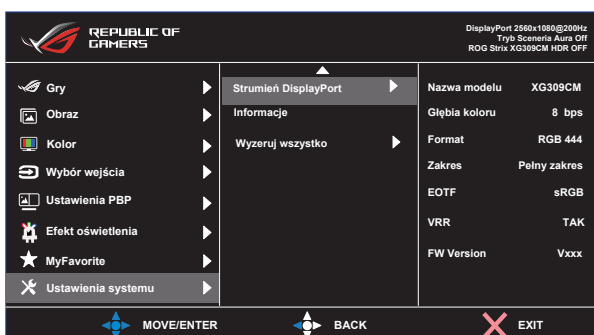 REPUBLIC OF
GAMERS
DisplayPort 2560x1080@200Hz
Tryb Sceneria Aura Off
ROG Strix XG309CM HDR OFF
Gry
Obraz
Kolor
Wybór wejścia
Ustawienia PBP
Efekt oświetlenia
MyFavorite
Ustawienia systemu
Strumień DisplayPort
Informacje
Wyzeruj wszystko
Nazwa modelu XG309CM
Głębia koloru 8 bps
Format RGB 444
Zakres Pelny zakres
EOTF sRGB
VRR TAK
FW Version Vxxx
MOVE/ENTER BACK EXIT